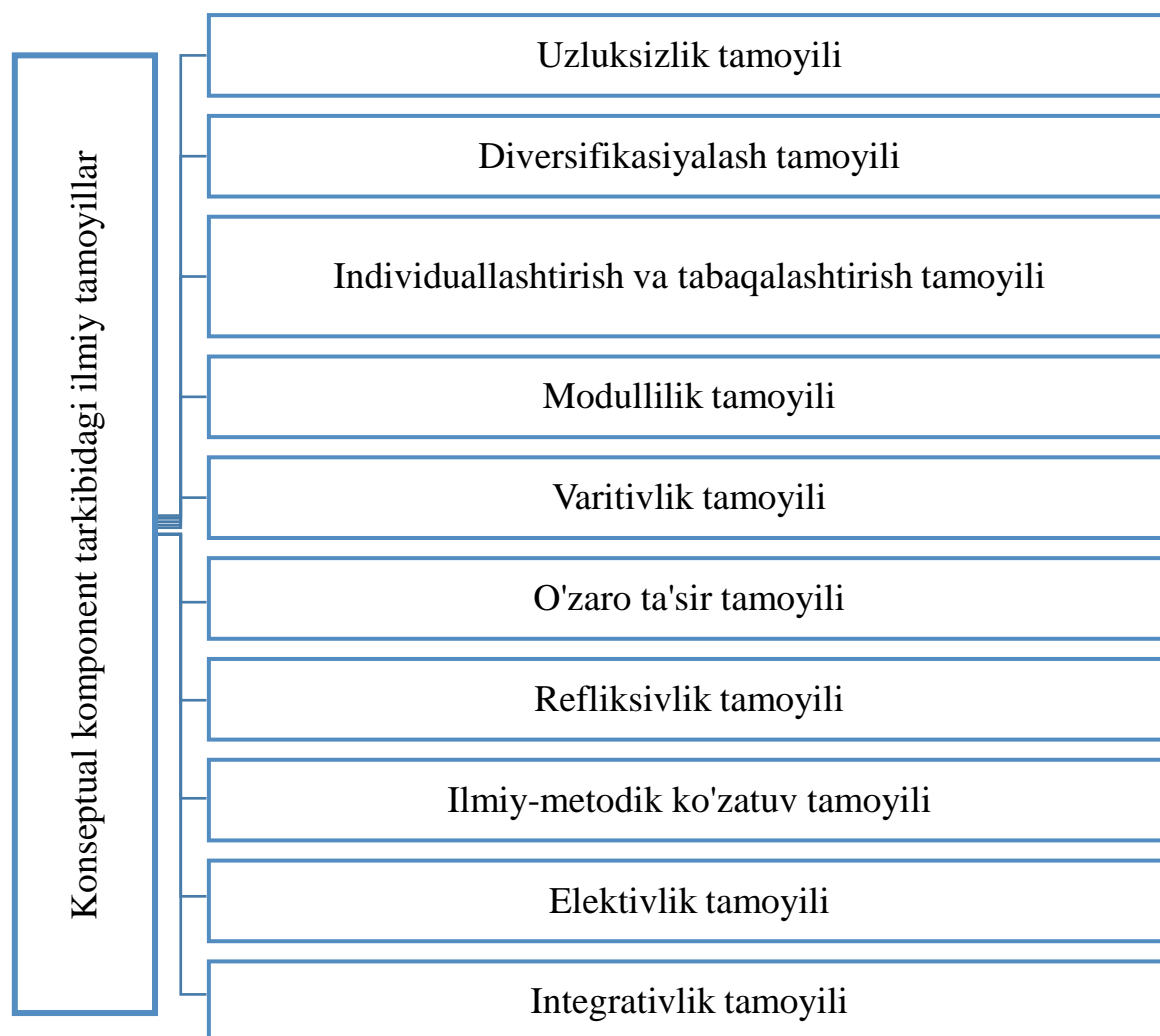 Konseptual komponent tarkibidagi ilmiy tamoyillar
Uzluksizlik tamoyili
Diversifikasiyalash tamoyili
Individuallashtirish va tabaqalashtirish tamoyili
Modullilik tamoyili
Varitivlik tamoyili
O'zaro ta'sir tamoyili
Refliksivlik tamoyili
Ilmiy-metodik ko'zatuv tamoyili
Elektivlik tamoyili
Integrativlik tamoyili